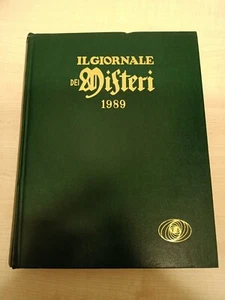 IL GIORNALE
DEI Misteri
1989